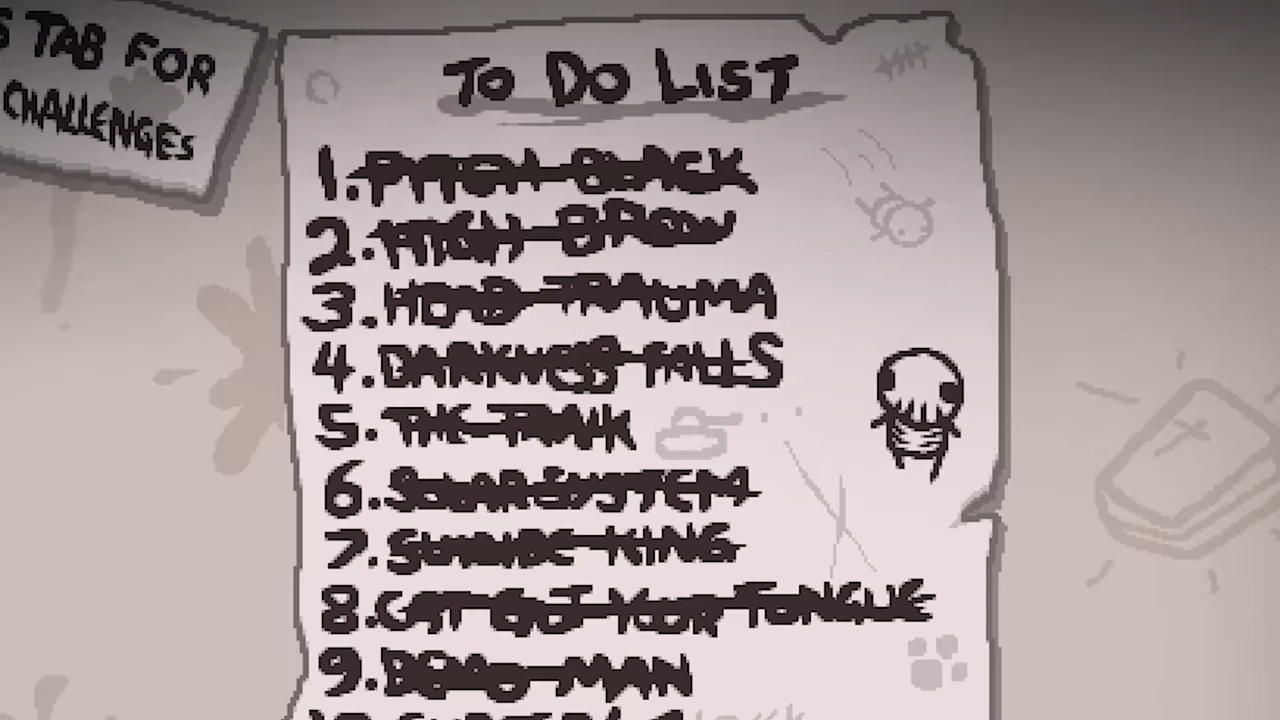 S TAB FOR
CHALLENGES
TO DO LIST
1. PITCH BLACK
2. HIGH BROW
3. HEAD TRAUMA
4. DARKNESS FALLS
5. THE TANK
6. SOLAR SYSTEM
7. SUICIDE KING
8. CAT GOT YOUR TONGUE
9. DEMO MAN
10.